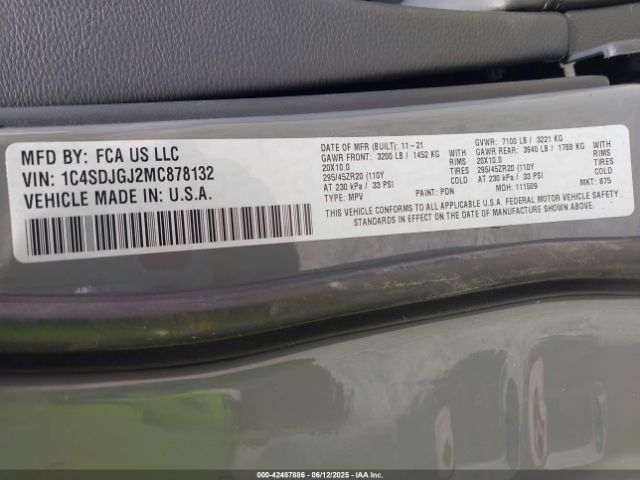 MFD BY: FCA US LLC
VIN: 1C4SDJGJ2MC878132
VEHICLE MADE IN: U.S.A.
DATE OF MFR (BUILT): 11-21 GVWR: 7100 LB / 3221 KG
GAWR FRONT: 3200 LB / 1452 KG GAWR REAR: 3940 LB / 1788 KG
20X10.0 RIMS 20X10.0 RIMS
295/45ZR20 (110Y TIRES 295/45ZR20 (110Y TIRES
AT 230 kPa / 33 PSI COLD AT 230 kPa / 33 PSI COLD
TYPE: MPV PAINT: PDN MDH: 111509 MKT: 875
THIS VEHICLE CONFORMS TO ALL APPLICABLE U.S.A. FEDERAL MOTOR VEHICLE SAFETY
STANDARDS IN EFFECT ON THE DATE OF MANUFACTURE SHOWN ABOVE.
000-42487886 - 06/12/2025 - IAA Inc.